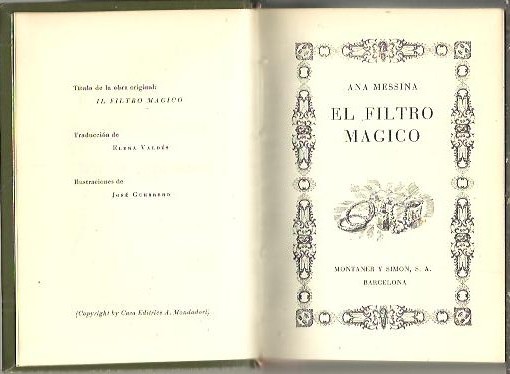 Título de la obra original:
IL FILTRO MAGICO
Traducción de
ELENA VALDÉS
Ilustraciones de
JOSÉ GUERRERO
(Copyright by Casa Editrice A. Mondadori)
ANA MESSINA
EL FILTRO
MAGICO
MONTANER Y SIMON, S. A.
BARCELONA